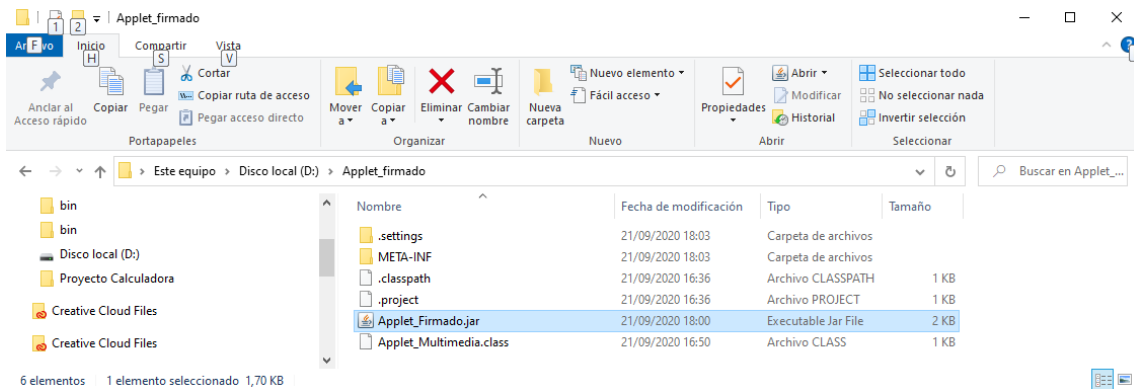 Applet_firmado
1
2
Ar F vo Inicio Compartir Vista
H S V
Anclar al
Acceso rápido
Copiar
Pegar
Cortar
Copiar ruta de acceso
Pegar acceso directo
Portapapeles
Mover
a
Copiar
a
Eliminar
Cambiar
nombre
Organizar
Nueva
carpeta
Nuevo elemento
Fácil acceso
Nuevo
Propiedades
Abrir
Modificar
Historial
Abrir
Seleccionar todo
No seleccionar nada
Invertir selección
Seleccionar
Este equipo > Disco local (D:) > Applet_firmado
Buscar en Applet_...
bin
bin
Disco local (D:)
Proyecto Calculadora
Creative Cloud Files
Creative Cloud Files
Nombre Fecha de modificación Tipo Tamaño
.settings 21/09/2020 18:03 Carpeta de archivos
META-INF 21/09/2020 18:03 Carpeta de archivos
.classpath 21/09/2020 16:36 Archivo CLASSPATH 1 KB
.project 21/09/2020 16:36 Archivo PROJECT 1 KB
Applet_Firmado.jar 21/09/2020 18:00 Executable Jar File 2 KB
Applet_Multimedia.class 21/09/2020 16:50 Archivo CLASS 1 KB
6 elementos 1 elemento seleccionado 1,70 KB